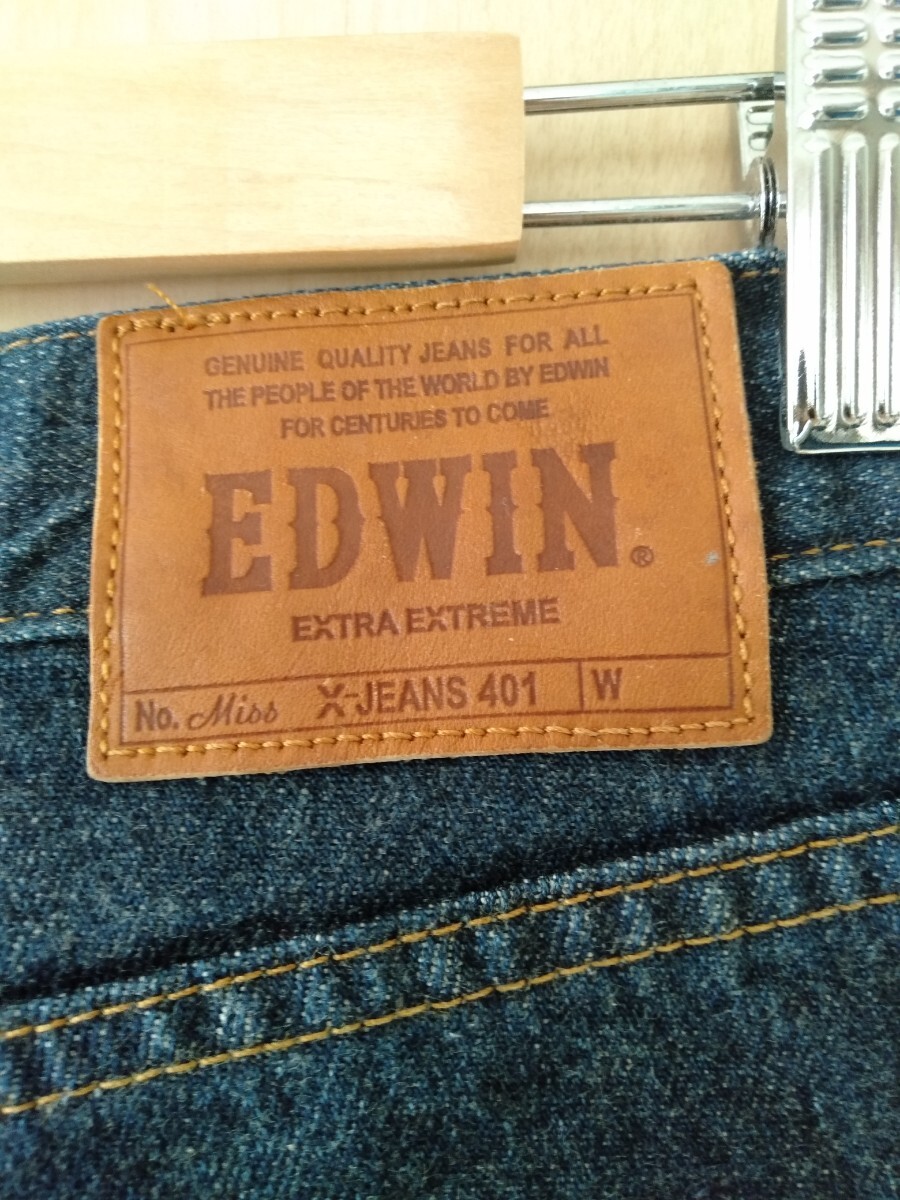 GENUINE QUALITY JEANS FOR ALL
THE PEOPLE OF THE WORLD BY EDWIN
FOR CENTURIES TO COME
EDWIN®
EXTRA EXTREME
No. Miss X-JEANS 401 W